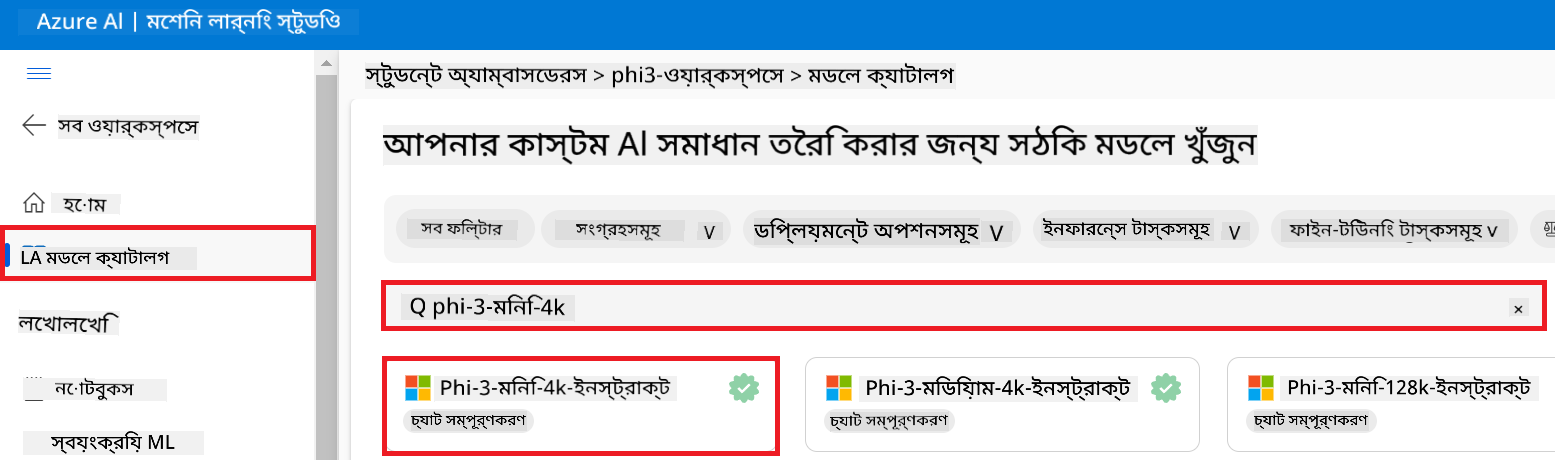 Azure AI | মেশিন লার্নিং স্টুডিও
স্টুডেন্ট অ্যাম্বাসেডরস > phi3-ওয়ার্কস্পেস > মডেল ক্যাটালগ
সব ওয়ার্কস্পেস
আপনার কাস্টম AI সমাধান তৈরি করার জন্য সঠিক মডেল খুঁজুন
হোম
সব ফিল্টার
সংগ্রহসমূহ V
ডিপ্লয়মেন্ট অপশনসমূহ V
ইনফারেন্স টাস্কসমূহ V
ফাইন-টিউনিং টাস্কসমূহ v
LA মডেল ক্যাটালগ
Q phi-3-মিনি-4k ×
লেখালেখি
Phi-3-মিনি-4k-ইনস্ট্রাক্ট
চ্যাট সম্পূর্ণকরণ
Phi-3-মিডিয়াম-4k-ইনস্ট্রাক্ট
চ্যাট সম্পূর্ণকরণ
Phi-3-মিনি-128k-ইনস্ট্রাক্ট
চ্যাট সম্পূর্ণকরণ
নোটবুকস
স্বয়ংক্রিয় ML